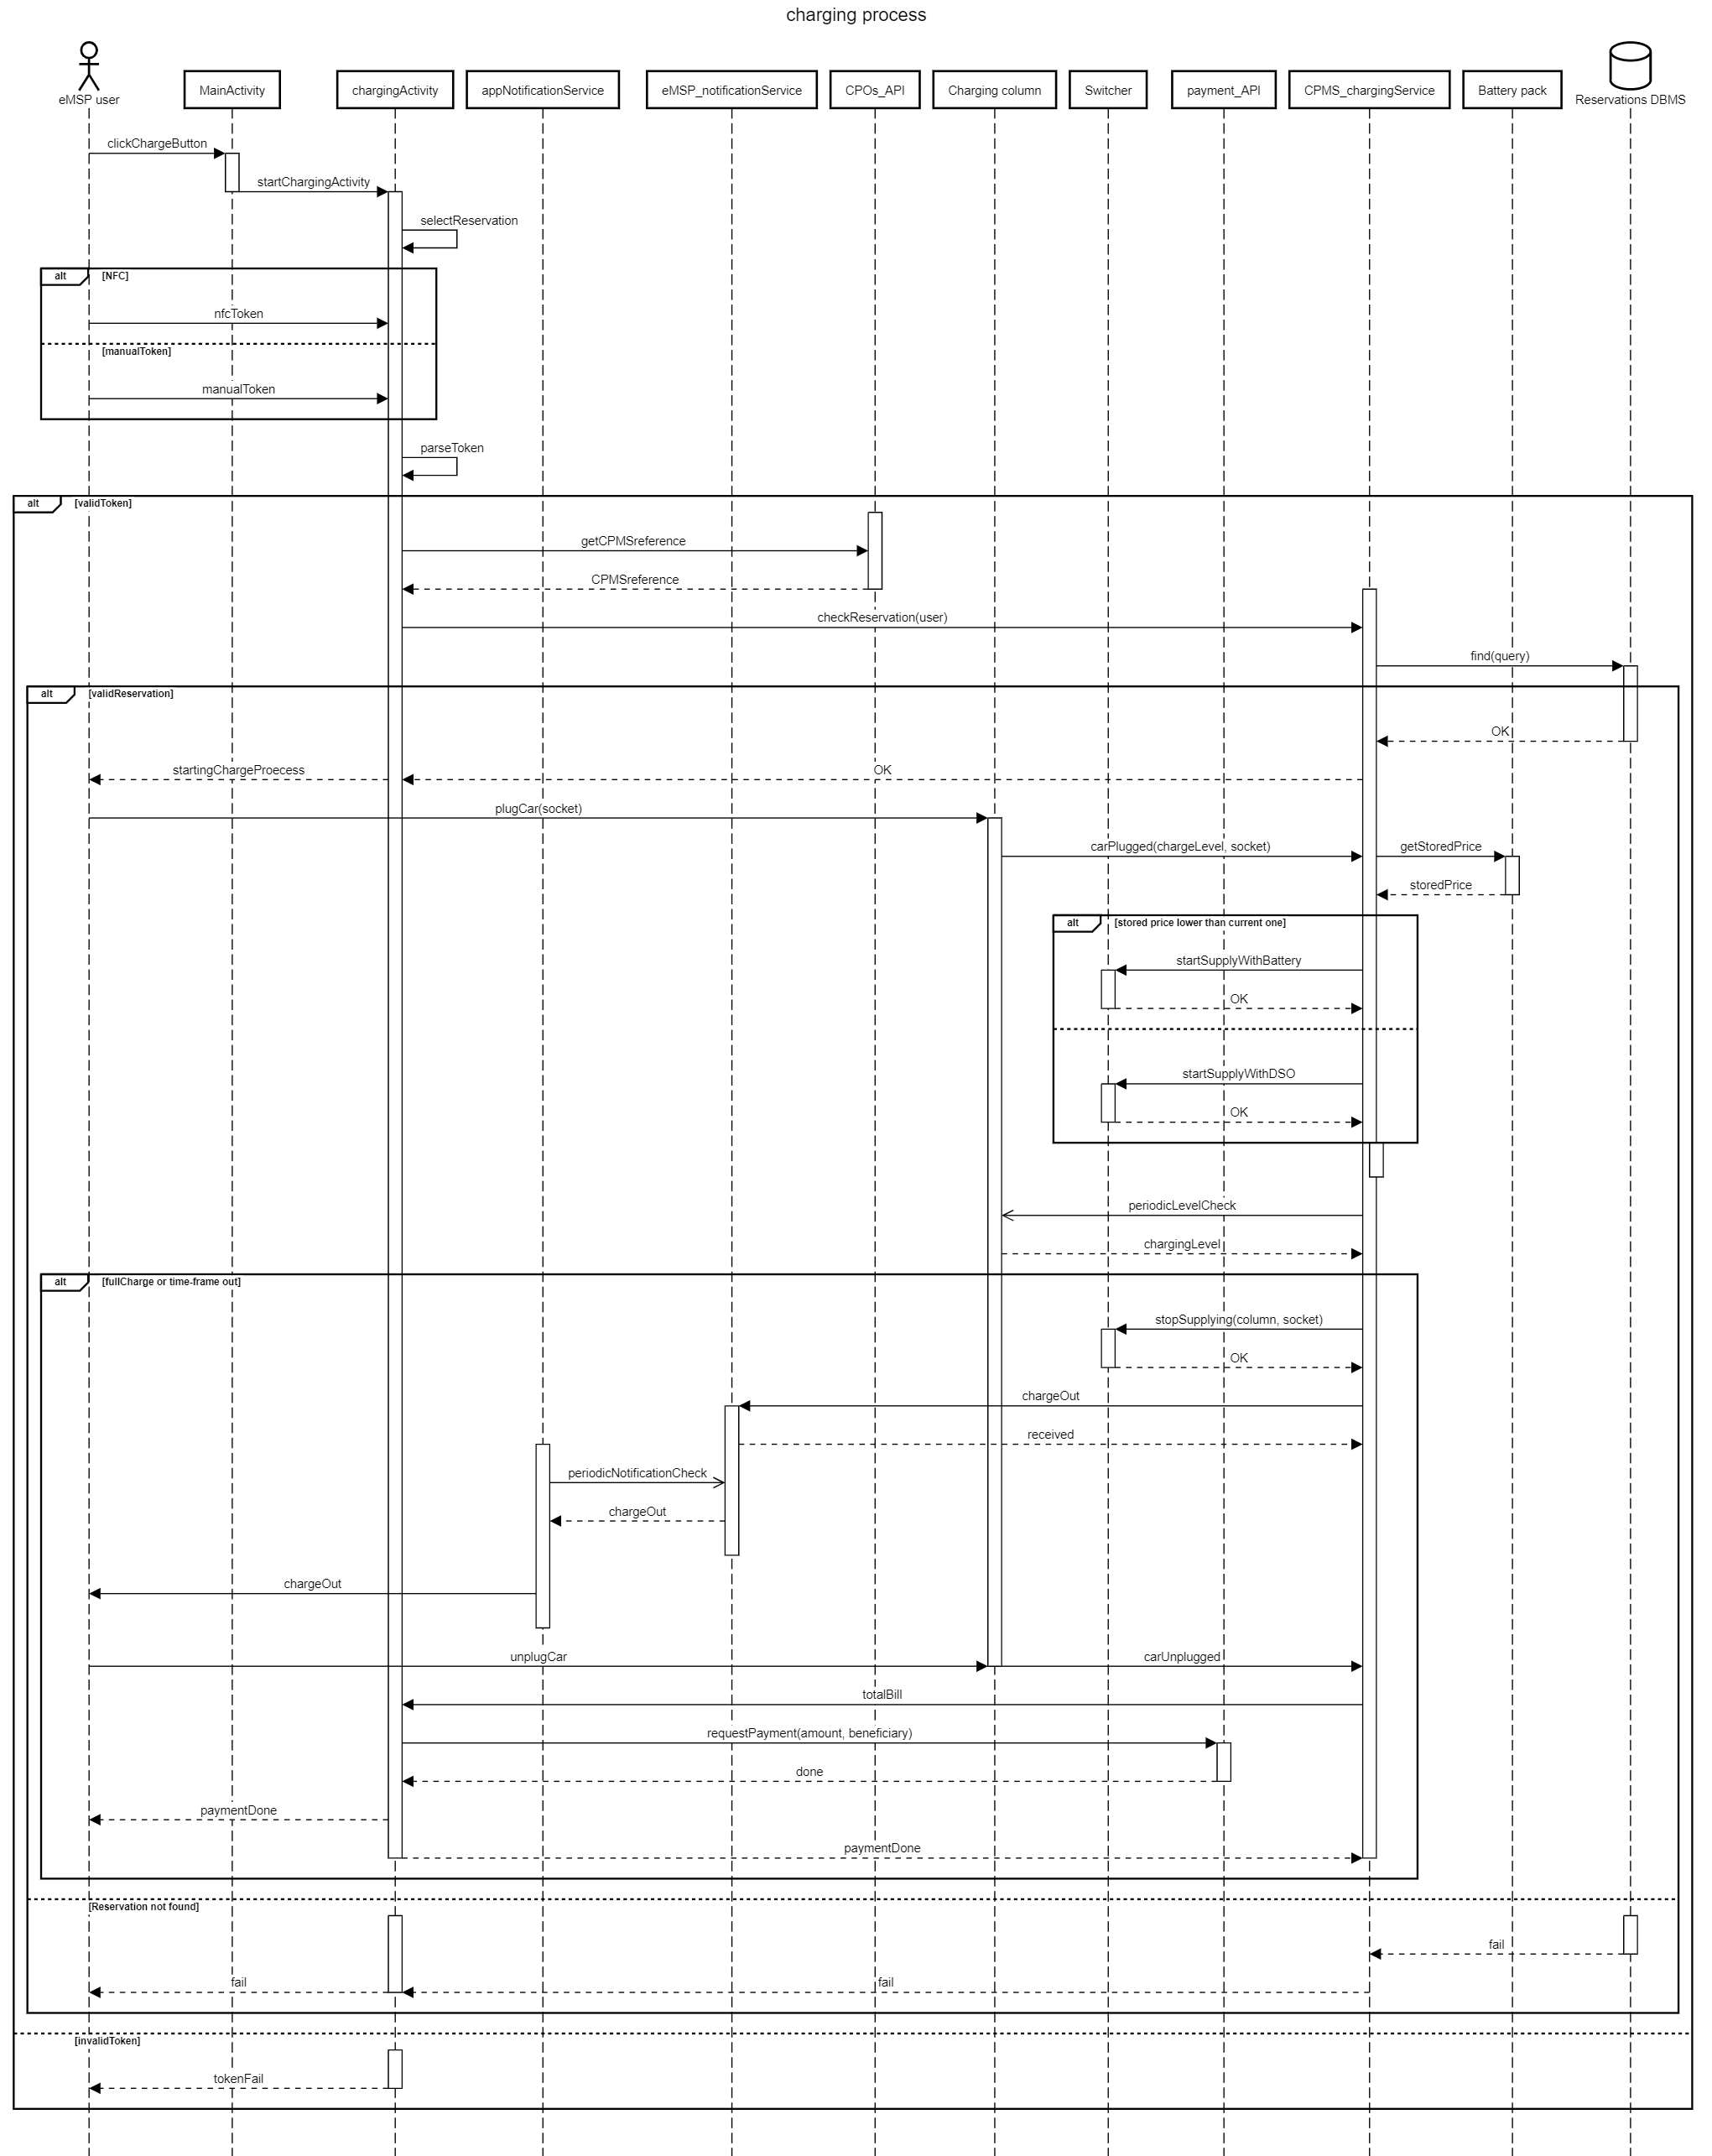 charging process
eMSP user
MainActivity
chargingActivity
appNotificationService
eMSP_notificationService
CPOs_API
Charging column
Switcher
payment_API
CPMS_chargingService
Battery pack
Reservations DBMS
clickChargeButton
startChargingActivity
selectReservation
alt
[NFC]
nfcToken
[manualToken]
manualToken
parseToken
alt
[validToken]
getCPMSreference
CPMSreference
checkReservation(user)
find(query)
alt
[validReservation]
OK
startingChargeProecess
OK
plugCar(socket)
carPlugged(chargeLevel, socket)
getStoredPrice
storedPrice
alt
[stored price lower than current one]
startSupplyWithBattery
OK
startSupplyWithDSO
OK
periodicLevelCheck
chargingLevel
alt
[fullCharge or time-frame out]
stopSupplying(column, socket)
OK
chargeOut
received
periodicNotificationCheck
chargeOut
chargeOut
unplugCar
carUnplugged
totalBill
requestPayment(amount, beneficiary)
done
paymentDone
paymentDone
[Reservation not found]
fail
fail
fail
[invalidToken]
tokenFail